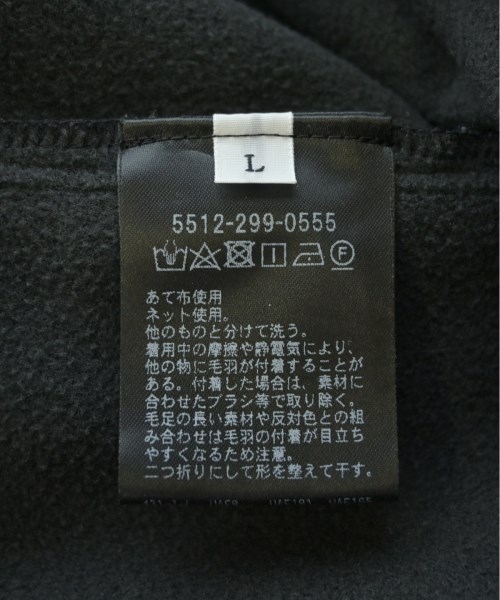 L
5512-299-0555
F
あて布使用
ネット使用。
他のものと分けて洗う。
着用中の摩擦や静電気により、
他の物に毛羽が付着することが
ある。付着した場合は、素材に
合わせたブラシ等で取り除く。
毛足の長い素材や反対色との組
み合わせは毛羽の付着が目立ち
やすくなるため注意。
二つ折りにして形を整えて干す。